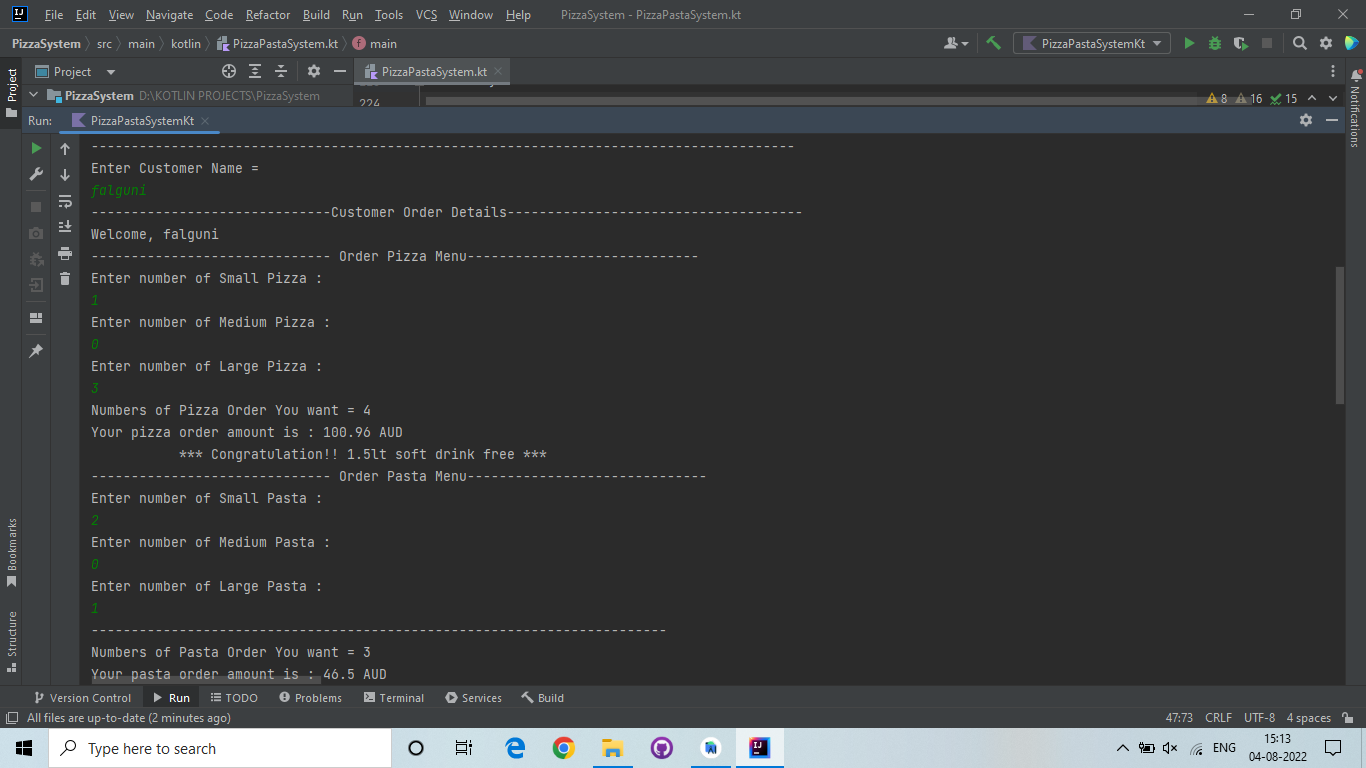 File Edit View Navigate Code Refactor Build Run Tools VCS Window Help PizzaSystem - PizzaPastaSystem.kt
PizzaSystem src main kotlin PizzaPastaSystem.kt main PizzaPastaSystemKt
Project PizzaPastaSystem.kt
PizzaSystem D:\KOTLIN PROJECTS\PizzaSystem 224 8 16 15
Run: PizzaPastaSystemKt
Project
Notifications
Bookmarks
Structure
----------------------------------------------------------------------------------------
Enter Customer Name =
falguni
------------------------------Customer Order Details-------------------------------------
Welcome, falguni
------------------------------ Order Pizza Menu-----------------------------
Enter number of Small Pizza :
1
Enter number of Medium Pizza :
0
Enter number of Large Pizza :
3
Numbers of Pizza Order You want = 4
Your pizza order amount is : 100.96 AUD
*** Congratulation!! 1.5lt soft drink free ***
------------------------------ Order Pasta Menu------------------------------
Enter number of Small Pasta :
2
Enter number of Medium Pasta :
0
Enter number of Large Pasta :
1
------------------------------------------------------------------------
Numbers of Pasta Order You want = 3
Your pasta order amount is : 46.5 AUD
Version Control Run TODO Problems Terminal Services Build
All files are up-to-date (2 minutes ago) 47:73 CRLF UTF-8 4 spaces
Type here to search ENG 15:13
04-08-2022